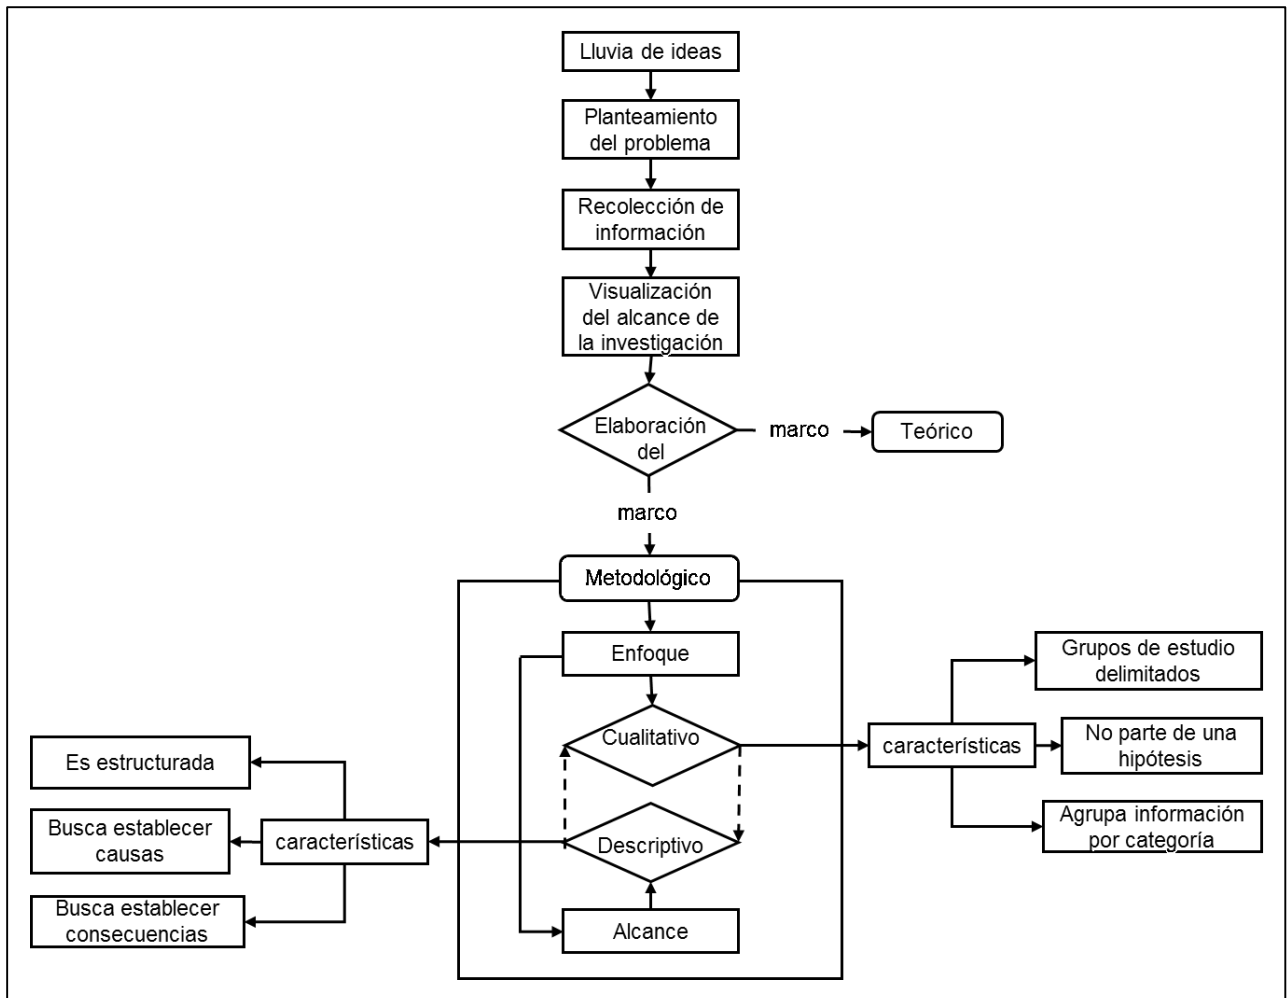 Lluvia de ideas
Planteamiento
del problema
Recolección de
información
Visualización
del alcance de
la investigación
Elaboración
del
marco
Teórico
marco
Metodológico
Enfoque
Cualitativo
Descriptivo
Alcance
características
Grupos de estudio
delimitados
No parte de una
hipótesis
Agrupa información
por categoría
características
Es estructurada
Busca establecer
causas
Busca establecer
consecuencias